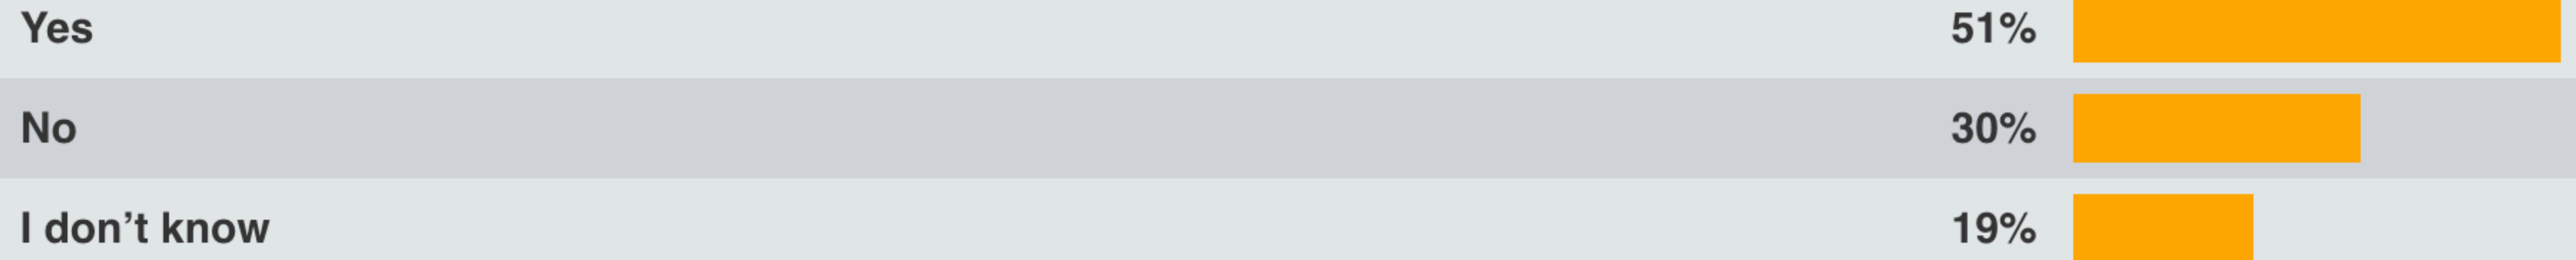 Yes 51%
No 30%
I don’t know 19%